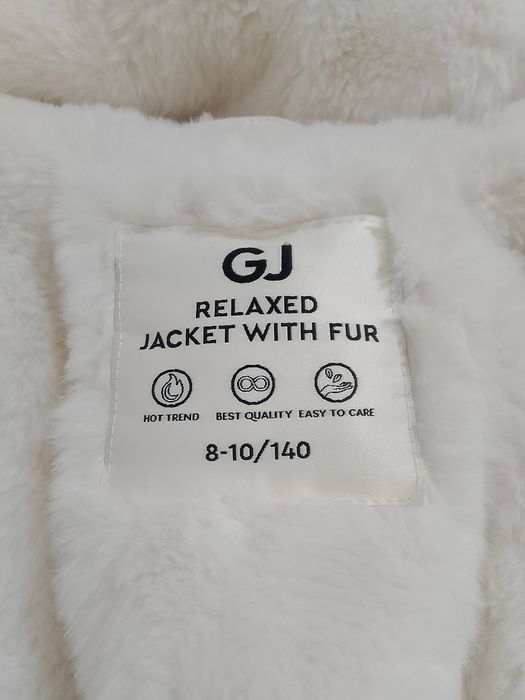 GJ
RELAXED
JACKET WITH FUR
HOT TREND BEST QUALITY EASY TO CARE
8-10/140